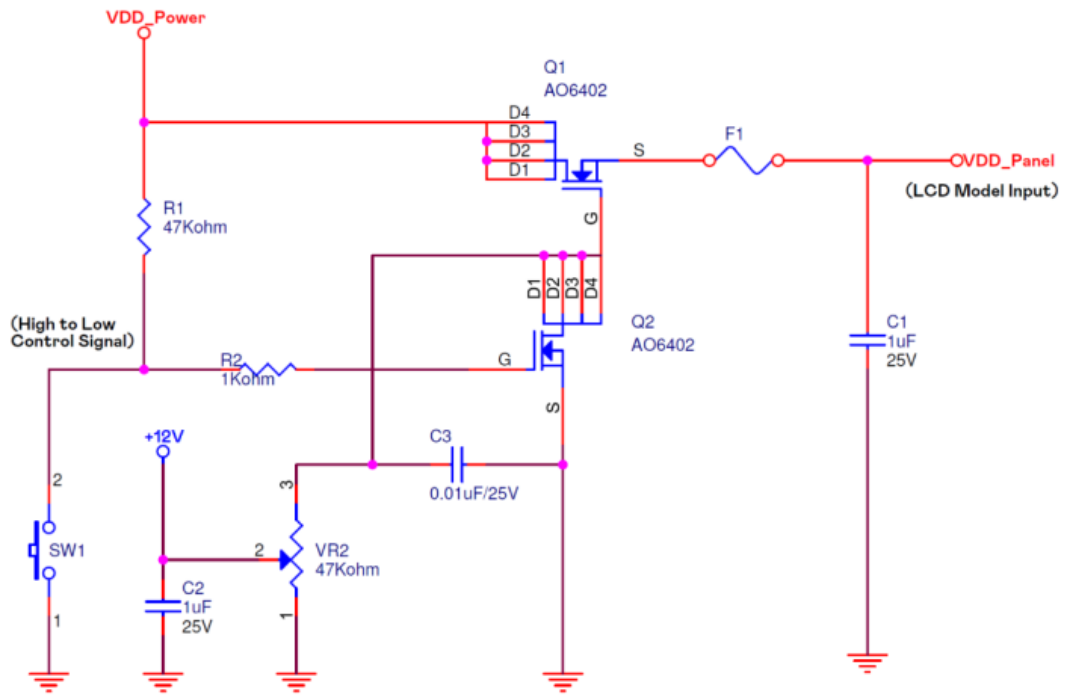 VDD_Power
Q1
AO6402
D4
D3
D2
D1
S
F1
VDD_Panel
(LCD Model Input)
G
R1
47Kohm
D1
D2
D3
D4
Q2
AO6402
C1
1uF
25V
(High to Low
Control Signal)
R2
1Kohm
G
S
+12V
C3
0.01uF/25V
2
3
SW1
2
VR2
47Kohm
C2
1uF
25V
1
1